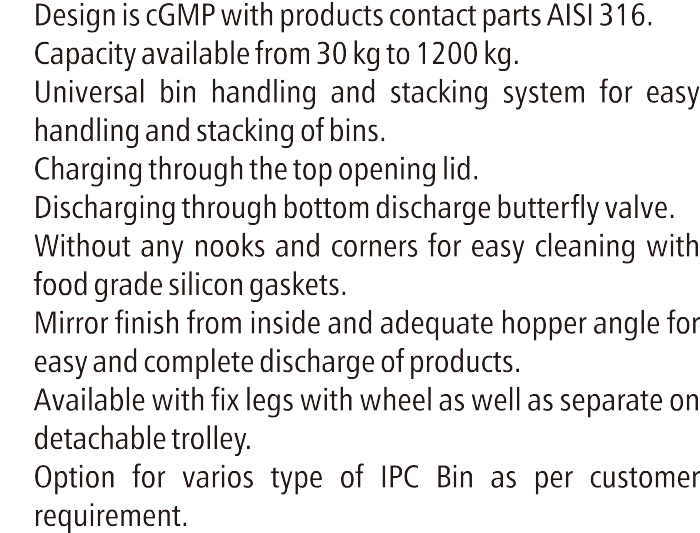 Design is cGMP with products contact parts AISI 316.
Capacity available from 30 kg to 1200 kg.
Universal bin handling and stacking system for easy
handling and stacking of bins.
Charging through the top opening lid.
Discharging through bottom discharge butterfly valve.
Without any nooks and corners for easy cleaning with
food grade silicon gaskets.
Mirror finish from inside and adequate hopper angle for
easy and complete discharge of products.
Available with fix legs with wheel as well as separate on
detachable trolley.
Option for varios type of IPC Bin as per customer
requirement.